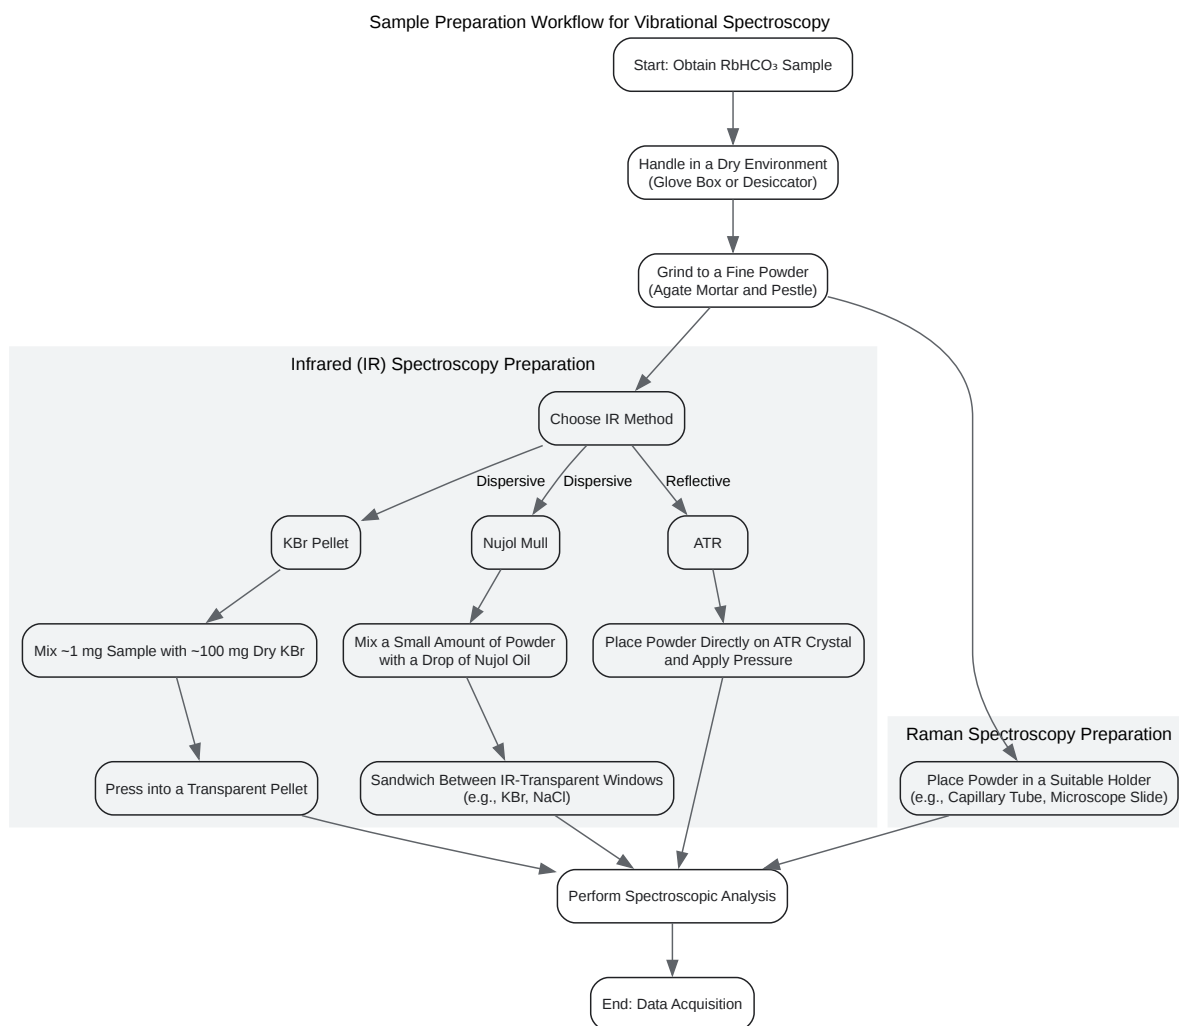 Sample Preparation Workflow for Vibrational Spectroscopy
Start: Obtain RbHCO₃ Sample
Handle in a Dry Environment
(Glove Box or Desiccator)
Grind to a Fine Powder
(Agate Mortar and Pestle)
Infrared (IR) Spectroscopy Preparation
Choose IR Method
Dispersive
Dispersive
Reflective
KBr Pellet
Nujol Mull
ATR
Mix ~1 mg Sample with ~100 mg Dry KBr
Mix a Small Amount of Powder
with a Drop of Nujol Oil
Place Powder Directly on ATR Crystal
and Apply Pressure
Raman Spectroscopy Preparation
Press into a Transparent Pellet
Sandwich Between IR-Transparent Windows
(e.g., KBr, NaCl)
Place Powder in a Suitable Holder
(e.g., Capillary Tube, Microscope Slide)
Perform Spectroscopic Analysis
End: Data Acquisition